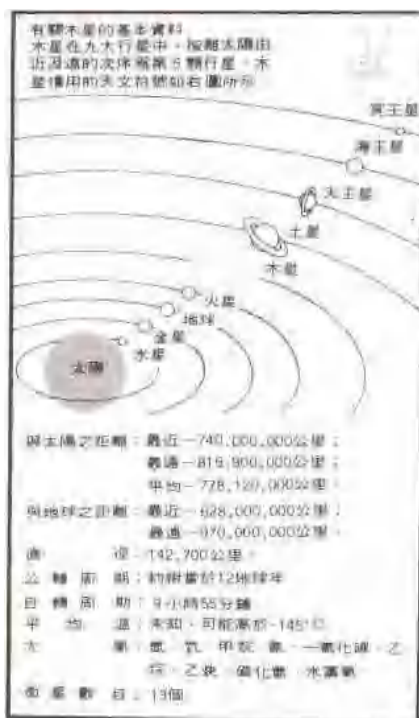 有關木星的基本資料
木星在九大行星中，按離太陽由
近及遠的次序為第5顆行星，木
星慣用的天文符號如右圖所示
冥王星
海王星
天王星
土星
木星
火星
地球
金星
水星
太陽
與太陽之距離：最近－740,000,000公里；
最遠－815,900,000公里；
平均－778,120,000公里。
與地球之距離：最近－628,000,000公里；
最遠－970,000,000公里。
直徑：142,700公里。
公轉周期：約相當於12地球年
自轉周期：9小時55分鐘
平均溫：未知，可能高於-145°C
大氣：氫、氘、甲烷、氨、一氧化碳、乙
烷、乙炔、磷化氫、水蒸氣。
衛星數目：13個